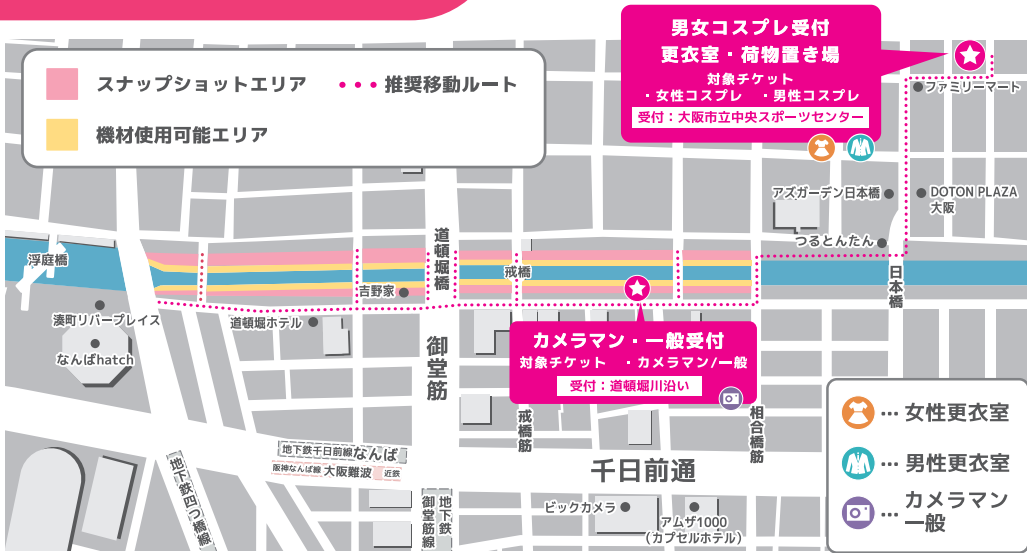 スナップショットエリア
・・・推奨移動ルート
機材使用可能エリア
男女コスプレ受付
更衣室・荷物置き場
対象チケット
・女性コスプレ ・男性コスプレ
受付：大阪市立中央スポーツセンター
ファミリーマート
アズガーデン日本橋
DOTON PLAZA
大阪
つるとんたん
浮庭橋
道頓堀橋
戎橋
日本橋
吉野家
湊町リバープレイス
道頓堀ホテル
なんばhatch
御堂筋
カメラマン・一般受付
対象チケット ・カメラマン/一般
受付：道頓堀川沿い
戎橋筋
相合橋筋
地下鉄千日前線なんば
阪神なんば線 大阪難波 近鉄
地下鉄四つ橋線
千日前通
地下鉄
御堂筋線
ビックカメラ
アムザ1000
（カプセルホテル）
… 女性更衣室
… 男性更衣室
… カメラマン
一般